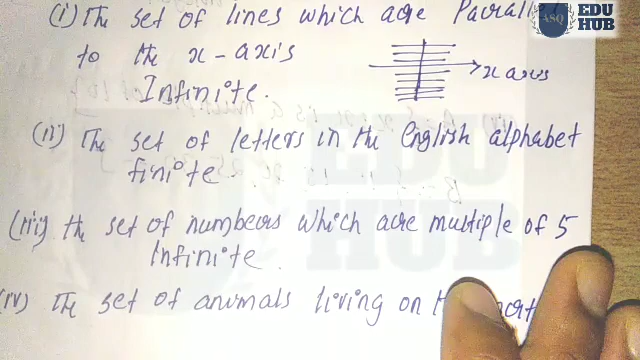 (i) The set of lines which are Parallel
to the x-axis
x axis
Infinite.
(ii) The set of letters in the English alphabet
finite
(iii) the set of numbers which are multiple of 5
Infinite.
(iv) The set of animals living on the
ASQ
EDU
HUB